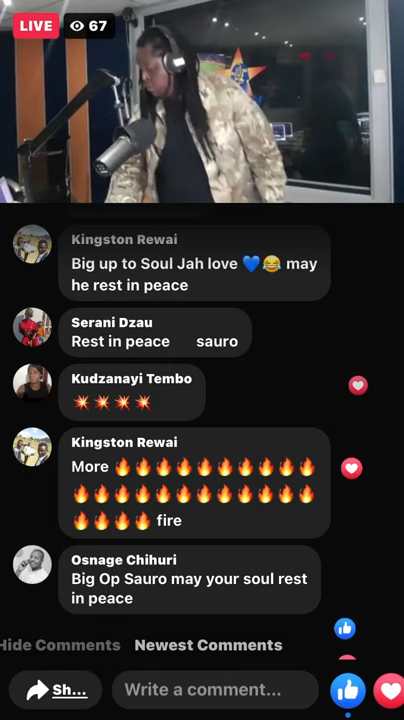 LIVE 67
Kingston Rewai
Big up to Soul Jah love 💙😂 may
he rest in peace
Serani Dzau
Rest in peace sauro
Kudzanayi Tembo
💥💥💥💥
Kingston Rewai
More 🔥🔥🔥🔥🔥🔥🔥🔥🔥🔥
🔥🔥🔥🔥🔥🔥🔥🔥🔥🔥🔥🔥
🔥🔥🔥🔥 fire
Osnage Chihuri
Big Op Sauro may your soul rest
in peace
Hide Comments Newest Comments
Sh...
Write a comment...